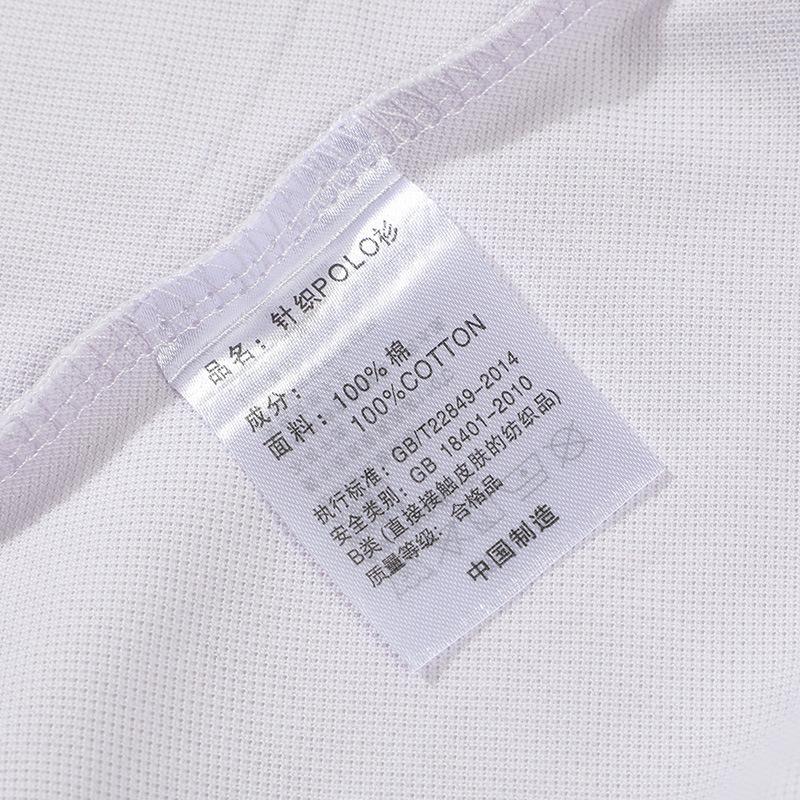 品名：针织POLO衫
成分：
面料：100%棉
100%COTTON
执行标准：GB/T22849-2014
安全类别：GB 18401-2010
B类 (直接接触皮肤的纺织品)
质量等级：合格品
中国制造